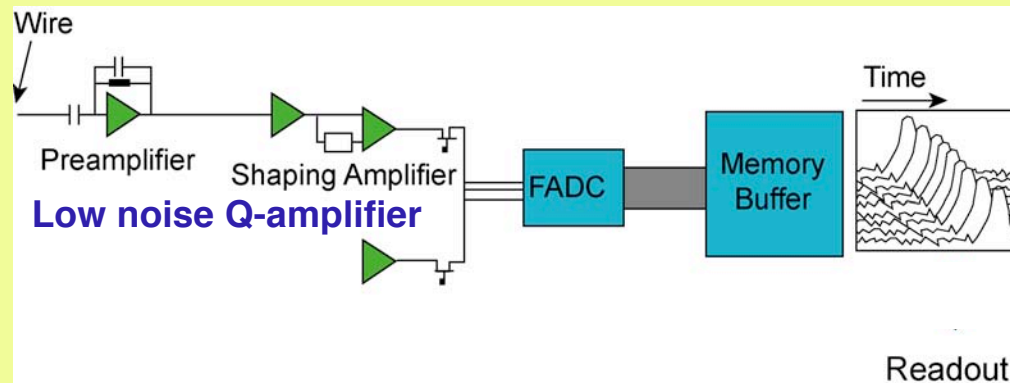 Wire
Time
Preamplifier
Shaping Amplifier
Low noise Q-amplifier
FADC
Memory
Buffer
Readout